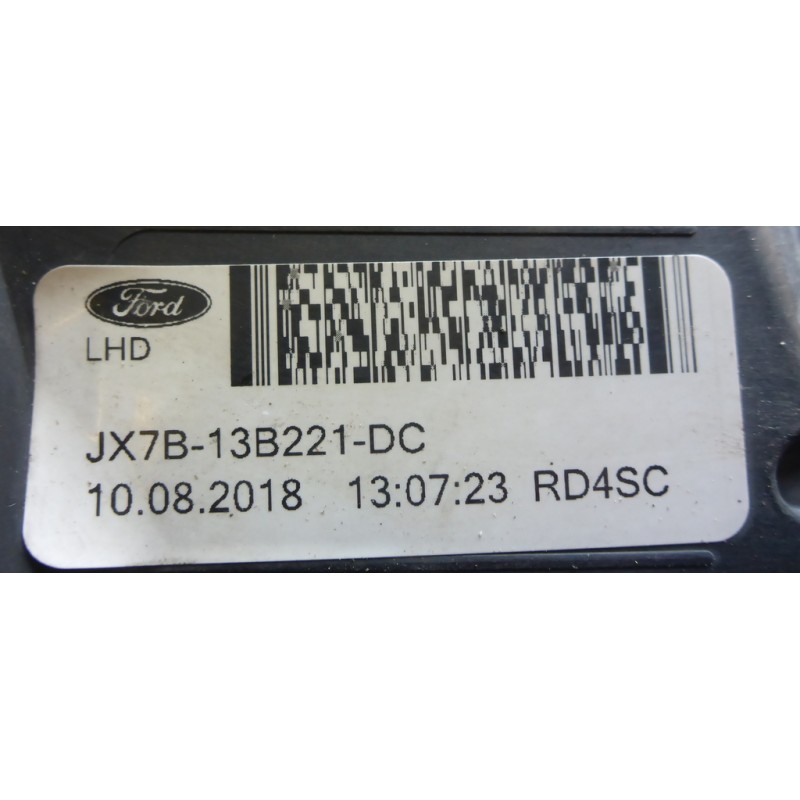 Ford
LHD
JX7B-13B221-DC
10.08.2018 13:07:23 RD4SC